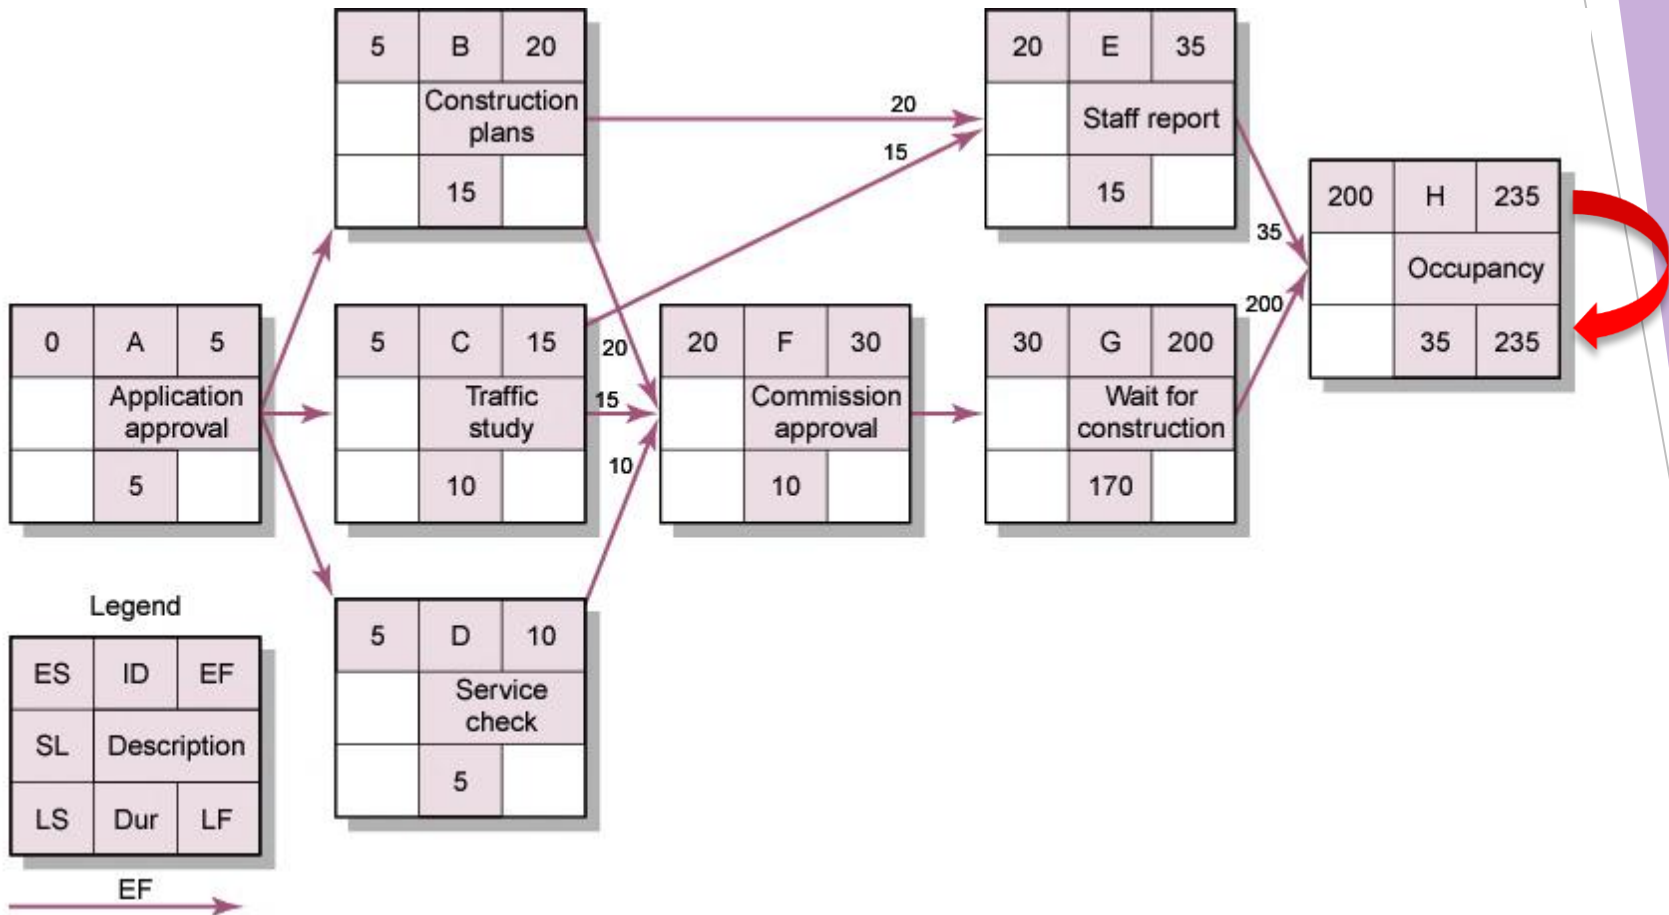 5 B 20
Construction
plans
15
20 E 35
Staff report
15
20
15
200 H 235
Occupancy
35 235
35
200
0 A 5
Application
approval
5
5 C 15
Traffic
study
10
20
15
10
20 F 30
Commission
approval
10
30 G 200
Wait for
construction
170
5 D 10
Service
check
5
Legend
ES ID EF
SL Description
LS Dur LF
EF